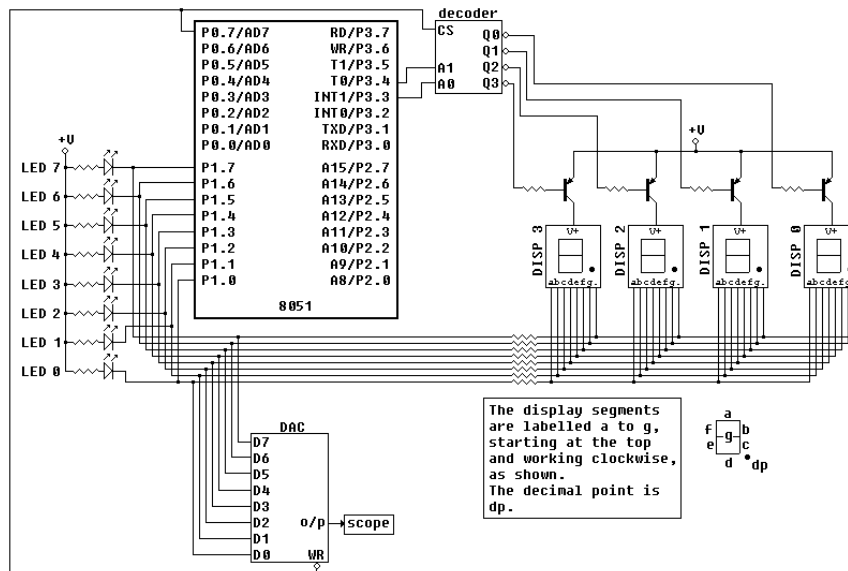 decoder
CS
Q0
Q1
Q2
Q3
A1
A0
P0.7/AD7 RD/P3.7
P0.6/AD6 WR/P3.6
P0.5/AD5 T1/P3.5
P0.4/AD4 T0/P3.4
P0.3/AD3 INT1/P3.3
P0.2/AD2 INT0/P3.2
P0.1/AD1 TXD/P3.1
P0.0/AD0 RXD/P3.0
P1.7 A15/P2.7
P1.6 A14/P2.6
P1.5 A13/P2.5
P1.4 A12/P2.4
P1.3 A11/P2.3
P1.2 A10/P2.2
P1.1 A9/P2.1
P1.0 A8/P2.0
8051
+V
LED 7
LED 6
LED 5
LED 4
LED 3
LED 2
LED 1
LED 0
+V
DISP 3
V+
abcdefg.
DISP 2
V+
abcdefg.
DISP 1
V+
abcdefg.
DISP 0
V+
abcdefg.
DAC
D7
D6
D5
D4
D3
D2
D1
D0
o/p
WR
scope
The display segments
are labelled a to g,
starting at the top
and working clockwise,
as shown.
The decimal point is
dp.
a
f b
g
e c
d dp